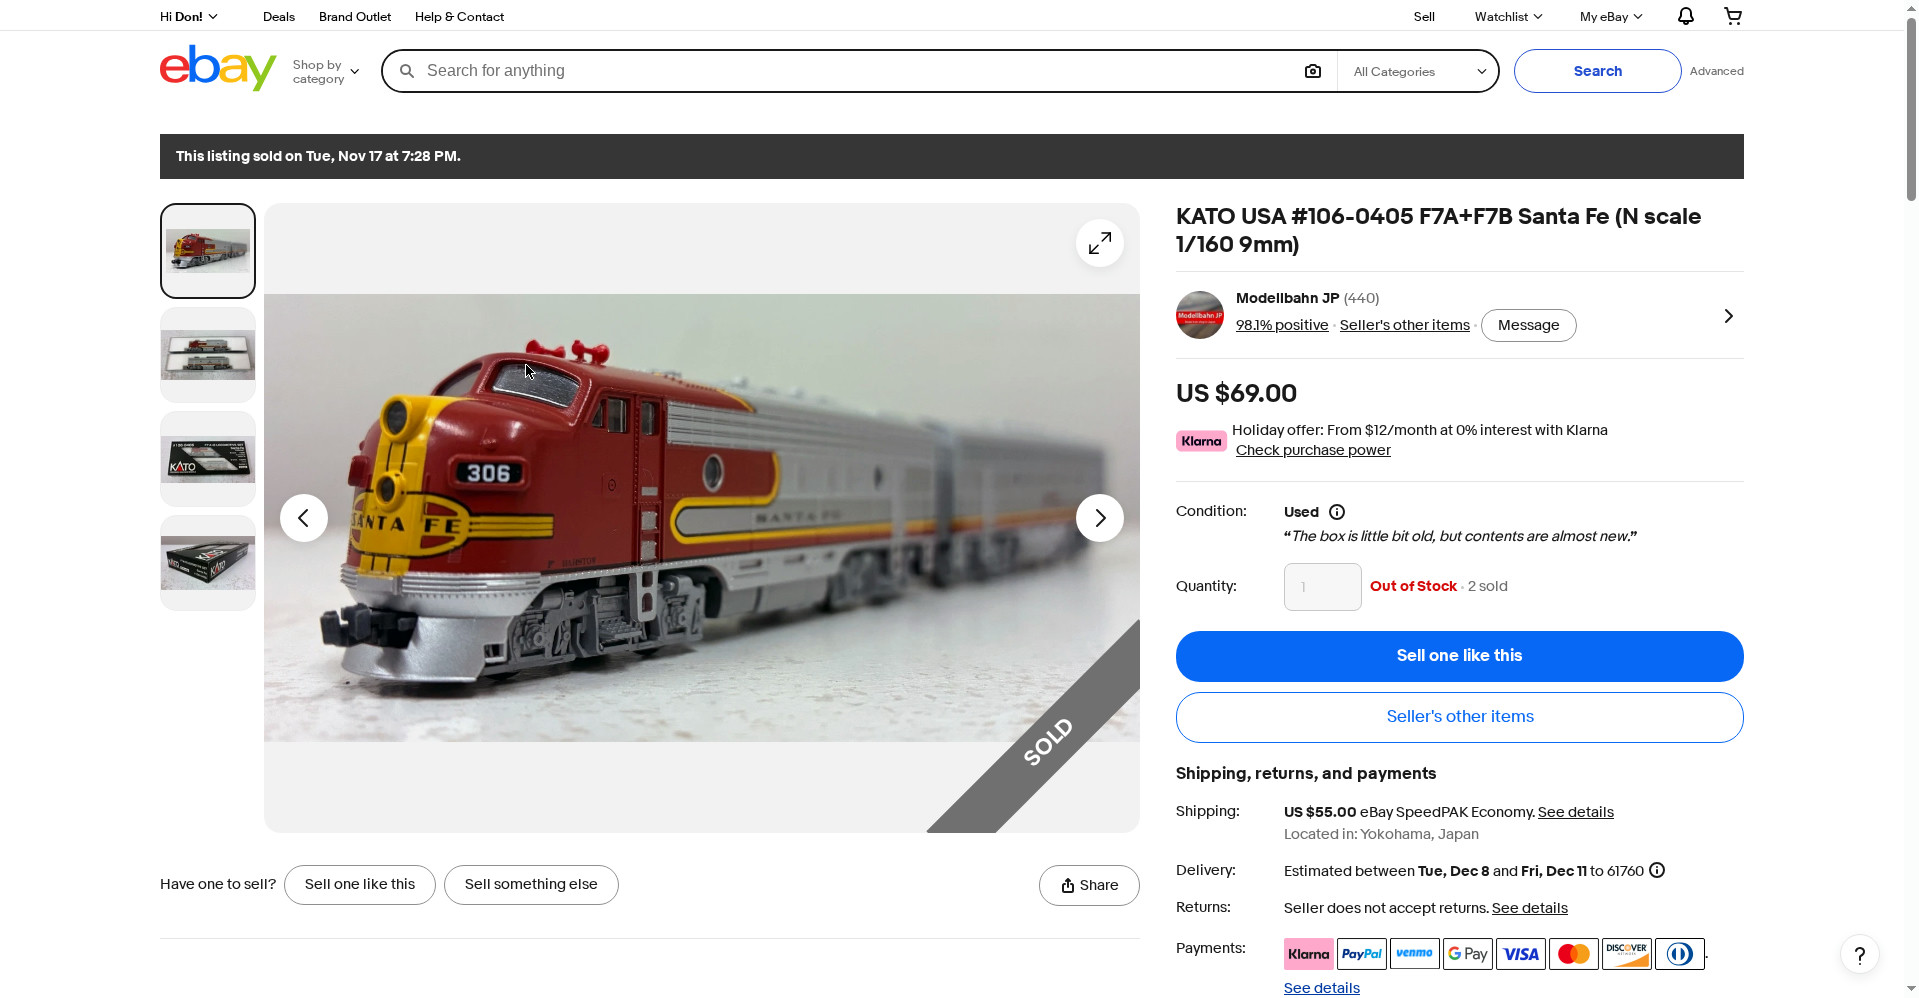 Hi Don!
Deals
Brand Outlet
Help & Contact
Sell
Watchlist
My eBay
ebay
Shop by category
Search for anything
All Categories
Search
Advanced
This listing sold on Tue, Nov 17 at 7:28 PM.
KATO USA #106-0405 F7A+F7B Santa Fe (N scale
1/160 9mm)
Modellbahn JP
Modellbahn JP (440)
98.1% positive · Seller's other items · Message
US $69.00
Klarna
Holiday offer: From $12/month at 0% interest with Klarna
Check purchase power
Condition:
Used
“The box is little bit old, but contents are almost new.”
Quantity:
1
Out of Stock · 2 sold
Sell one like this
Seller's other items
306
SANTA FE
SANTA FE
SOLD
KATO
KATO
Shipping, returns, and payments
Shipping:
US $55.00 eBay SpeedPAK Economy. See details
Located in: Yokohama, Japan
Delivery:
Estimated between Tue, Dec 8 and Fri, Dec 11 to 61760
Returns:
Seller does not accept returns. See details
Payments:
Klarna
PayPal
venmo
G Pay
VISA
DISCOVER
.
See details
Have one to sell?
Sell one like this
Sell something else
Share
?